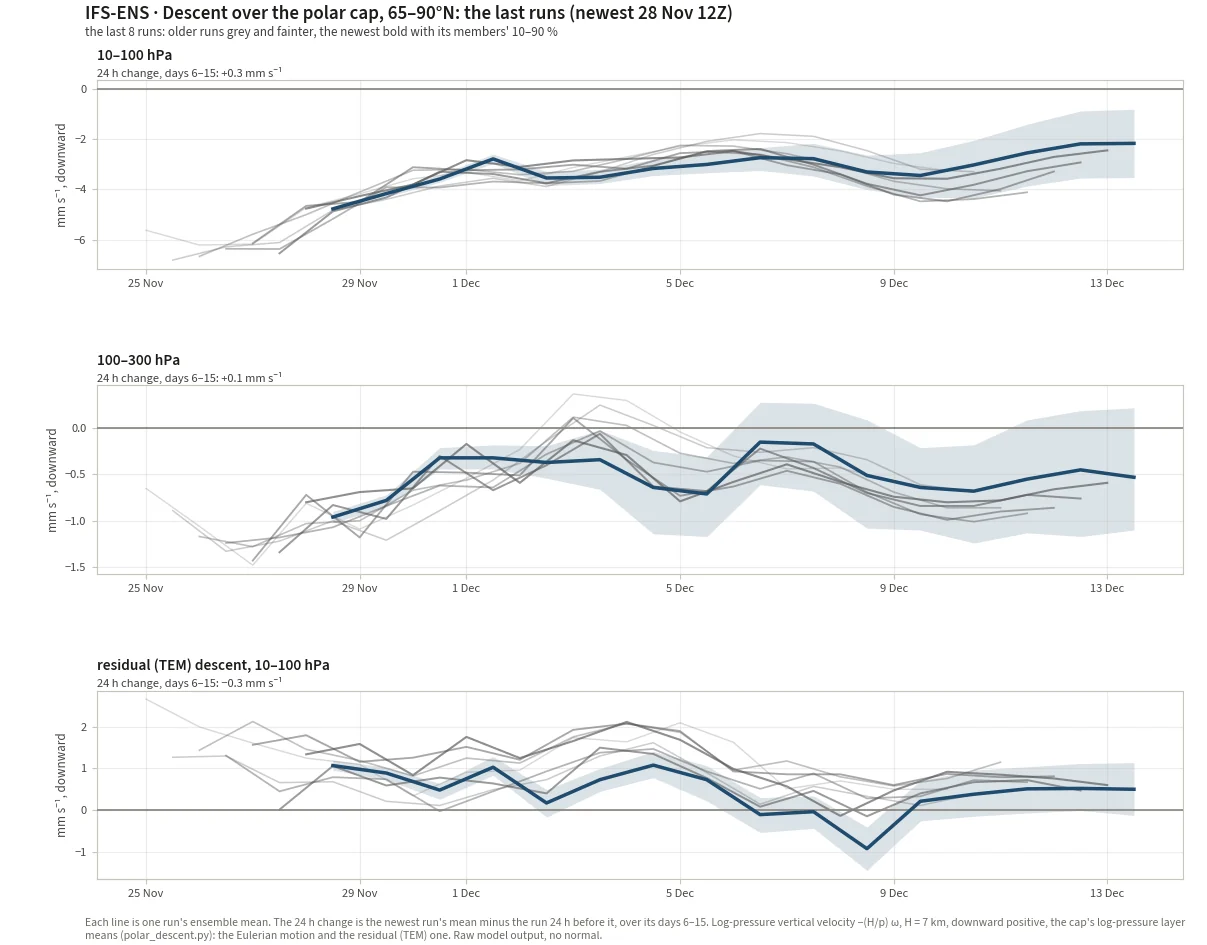 IFS-ENS · Descent over the polar cap, 65–90°N: the last runs (newest 28 Nov 12Z)
the last 8 runs: older runs grey and fainter, the newest bold with its members' 10–90 %
10–100 hPa
24 h change, days 6–15: +0.3 mm s⁻¹
mm s⁻¹, downward
0
−2
−4
−6
25 Nov
29 Nov
1 Dec
5 Dec
9 Dec
13 Dec
100–300 hPa
24 h change, days 6–15: +0.1 mm s⁻¹
mm s⁻¹, downward
0.0
−0.5
−1.0
−1.5
25 Nov
29 Nov
1 Dec
5 Dec
9 Dec
13 Dec
residual (TEM) descent, 10–100 hPa
24 h change, days 6–15: −0.3 mm s⁻¹
mm s⁻¹, downward
2
1
0
−1
25 Nov
29 Nov
1 Dec
5 Dec
9 Dec
13 Dec
Each line is one run's ensemble mean. The 24 h change is the newest run's mean minus the run 24 h before it, over its days 6–15. Log-pressure vertical velocity −(H/p) ω, H = 7 km, downward positive, the cap's log-pressure layer
means (polar_descent.py): the Eulerian motion and the residual (TEM) one. Raw model output, no normal.